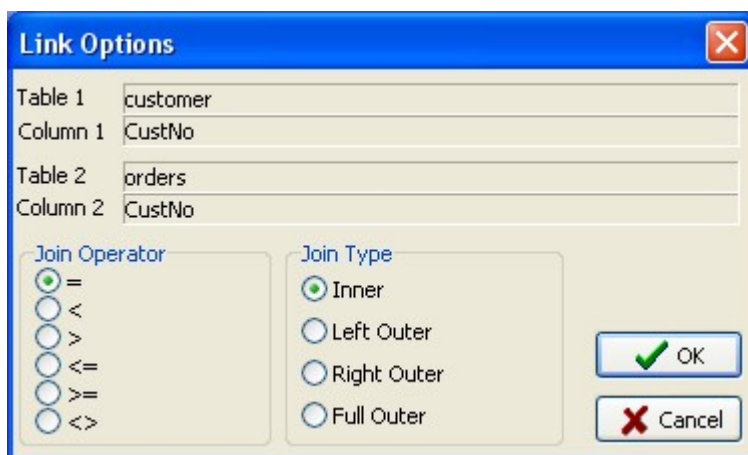 Link Options
Table 1 customer
Column 1 CustNo
Table 2 orders
Column 2 CustNo
Join Operator
=
<
>
<=
>=
<>
Join Type
Inner
Left Outer
Right Outer
Full Outer
OK
Cancel